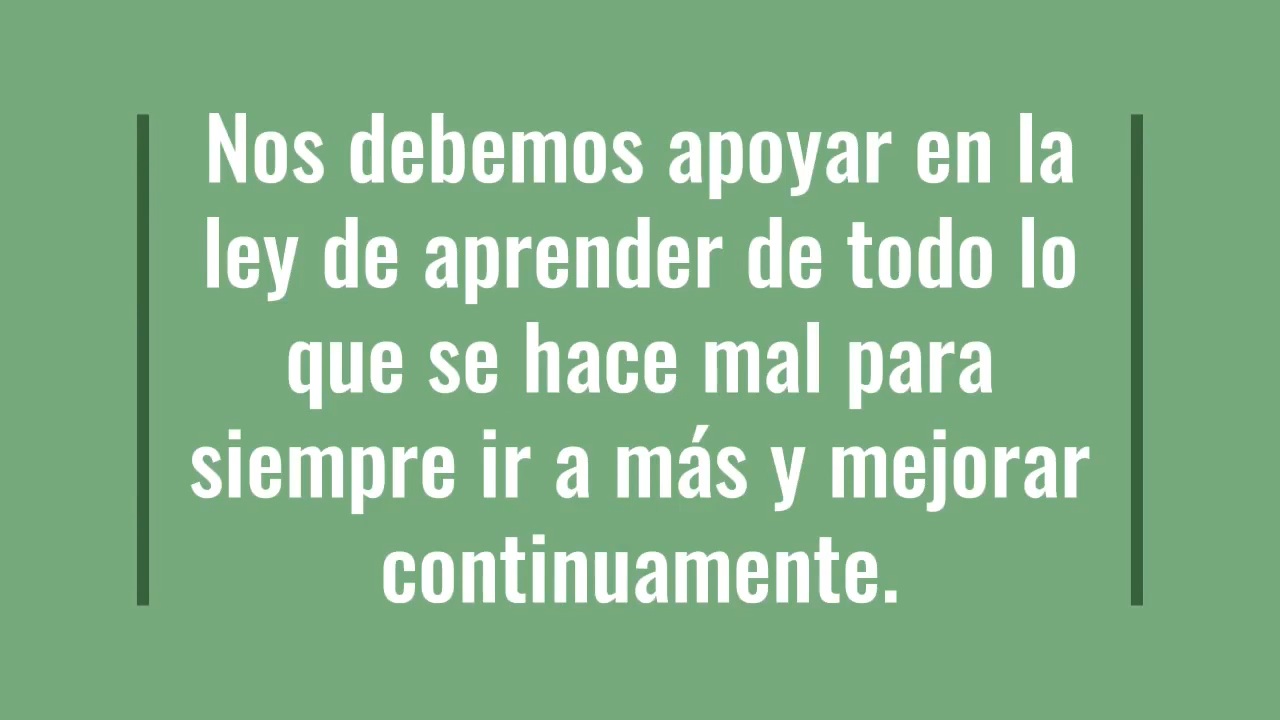 Nos debemos apoyar en la
ley de aprender de todo lo
que se hace mal para
siempre ir a más y mejorar
continuamente.